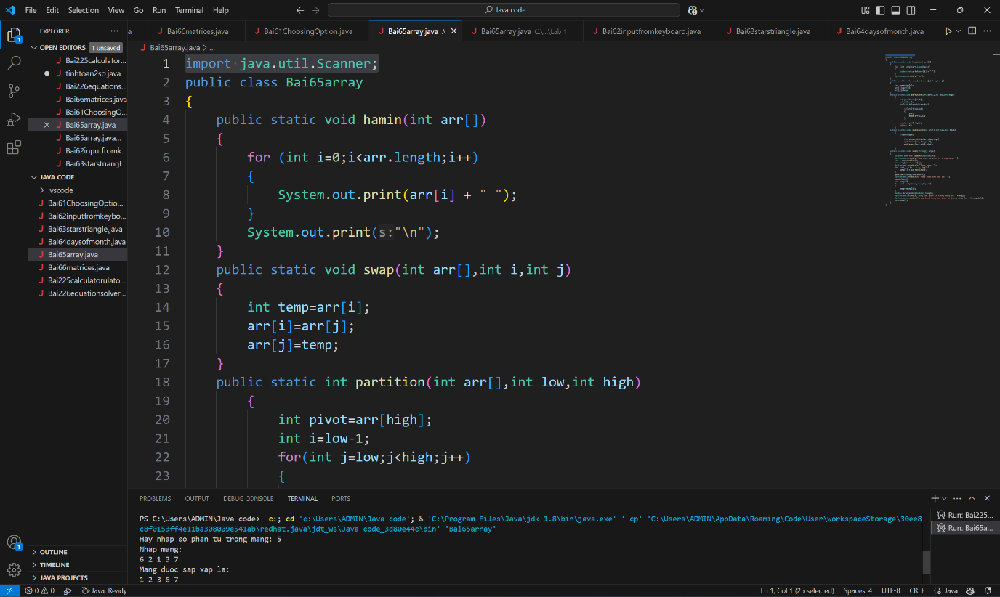 File Edit Selection View Go Run Terminal Help
Java code
EXPLORER
OPEN EDITORS 1 unsaved
Bai225calculator...
tinhtoan2so.java...
Bai226equations...
Bai66matrices.java
Bai61ChoosingO...
Bai65array.java
Bai65array.java...
Bai62inputfromk...
Bai63starstriangl...
JAVA CODE
.vscode
Bai61ChoosingOptio...
Bai62inputfromkeybo...
Bai63starstriangle.java
Bai64daysofmonth.java
Bai65array.java
Bai66matrices.java
Bai225calculatorulato...
Bai226equationsolver...
OUTLINE
TIMELINE
JAVA PROJECTS
a Bai66matrices.java Bai61ChoosingOption.java Bai65array.java .\ Bai65array.java C:\...\Lab 1 Bai62inputfromkeyboard.java Bai63starstriangle.java Bai64daysofmonth.java
Bai65array.java > ...
1 import java.util.Scanner;
2 public class Bai65array
3 {
4 public static void hamin(int arr[])
5 {
6 for (int i=0;i<arr.length;i++)
7 {
8 System.out.print(arr[i] + " ");
9 }
10 System.out.print(s:"\n");
11 }
12 public static void swap(int arr[],int i,int j)
13 {
14 int temp=arr[i];
15 arr[i]=arr[j];
16 arr[j]=temp;
17 }
18 public static int partition(int arr[],int low,int high)
19 {
20 int pivot=arr[high];
21 int i=low-1;
22 for(int j=low;j<high;j++)
23 {
PROBLEMS OUTPUT DEBUG CONSOLE TERMINAL PORTS
PS C:\Users\ADMIN\Java code> c:; cd 'c:\Users\ADMIN\Java code'; & 'C:\Program Files\Java\jdk-1.8\bin\java.exe' '-cp' 'C:\Users\ADMIN\AppData\Roaming\Code\User\workspaceStorage\30ee8
c8f0153ff4e11ba308009e541ab\redhat.java\jdt_ws\Java code_3d80e44c\bin' 'Bai65array'
Hay nhap so phan tu trong mang: 5
Nhap mang:
6 2 1 3 7
Mang duoc sap xap la:
1 2 3 6 7
Run: Bai225...
Run: Bai65a...
0 0 Java: Ready
Ln 1, Col 1 (25 selected) Spaces: 4 UTF-8 CRLF Java